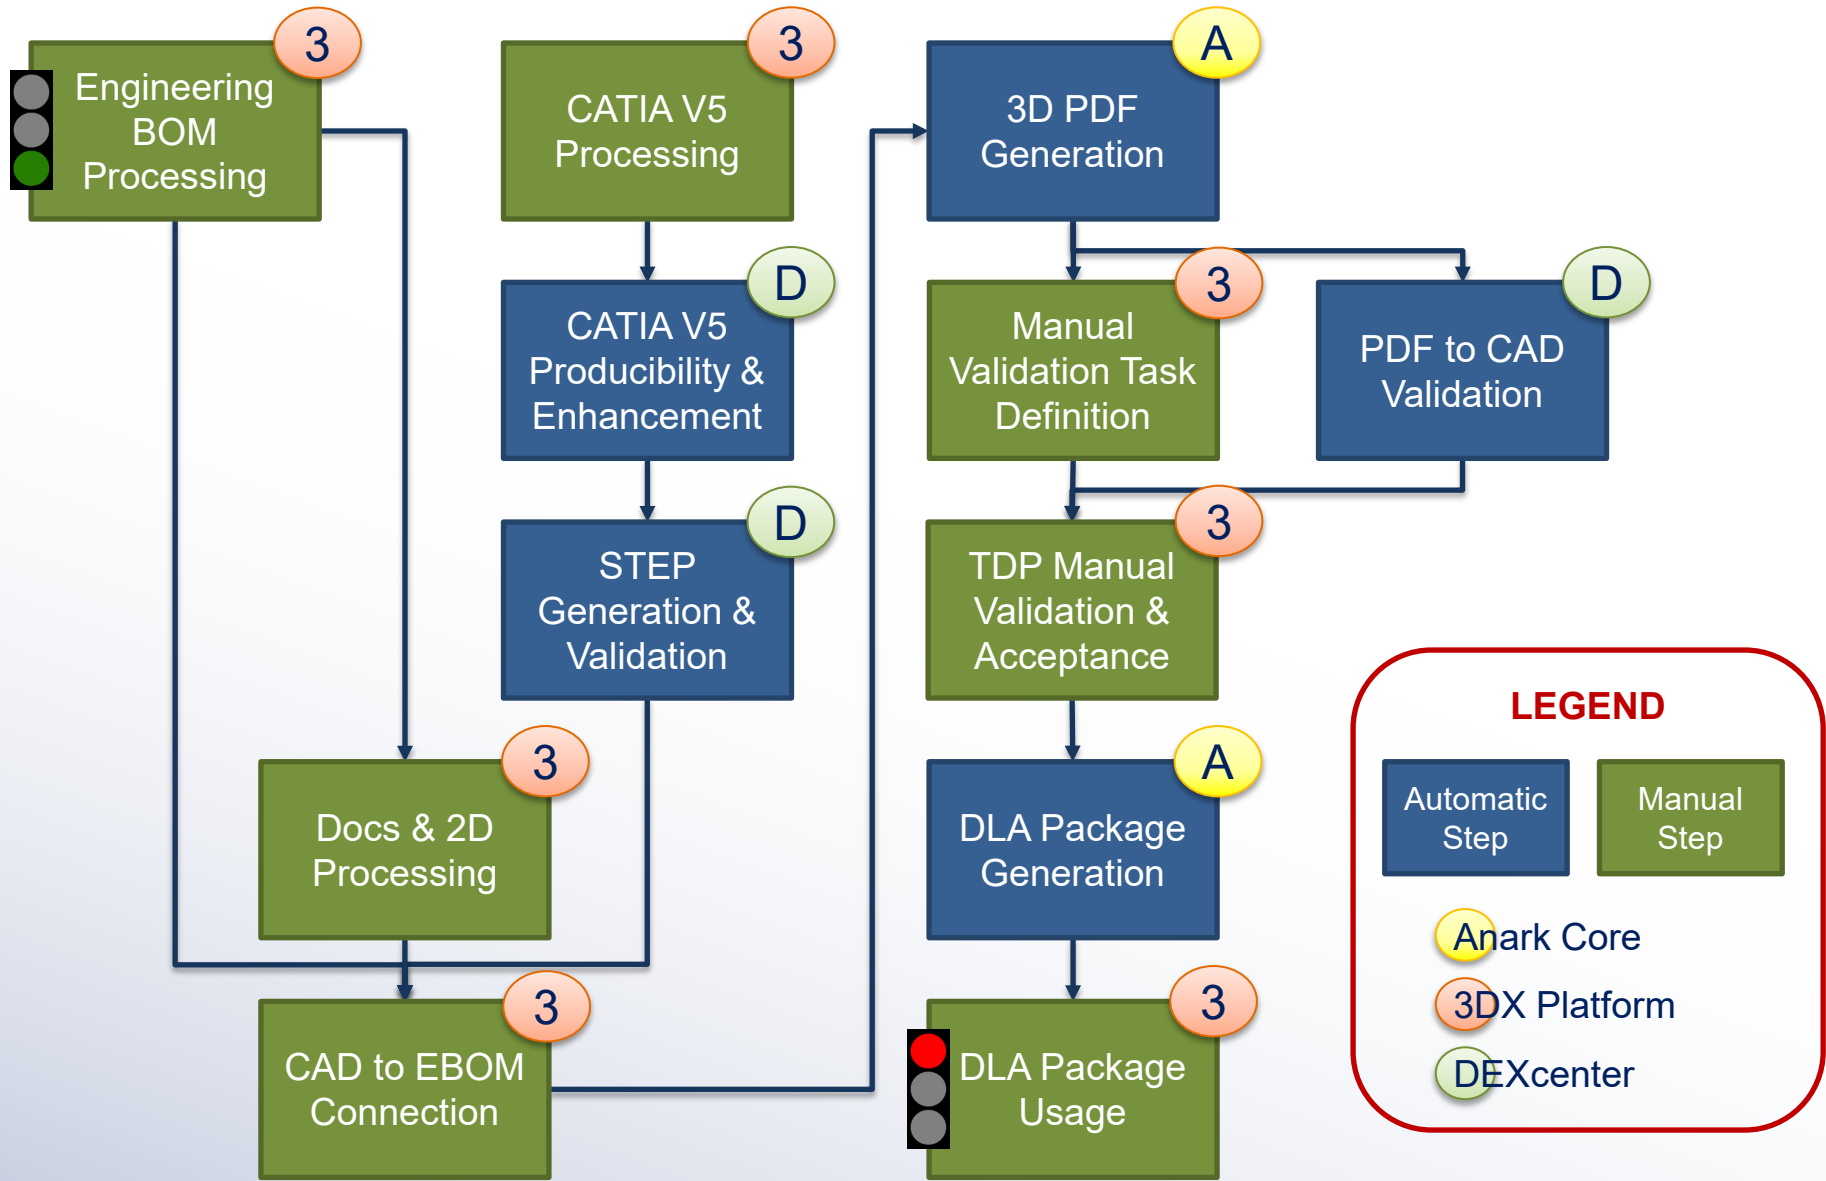 3
Engineering
BOM
Processing
3
CATIA V5
Processing
A
3D PDF
Generation
D
CATIA V5
Producibility &
Enhancement
3
Manual
Validation Task
Definition
D
PDF to CAD
Validation
D
STEP
Generation &
Validation
3
TDP Manual
Validation &
Acceptance
3
Docs & 2D
Processing
A
DLA Package
Generation
3
CAD to EBOM
Connection
3
DLA Package
Usage
LEGEND
Automatic
Step
Manual
Step
Anark Core
3DX Platform
DEXcenter